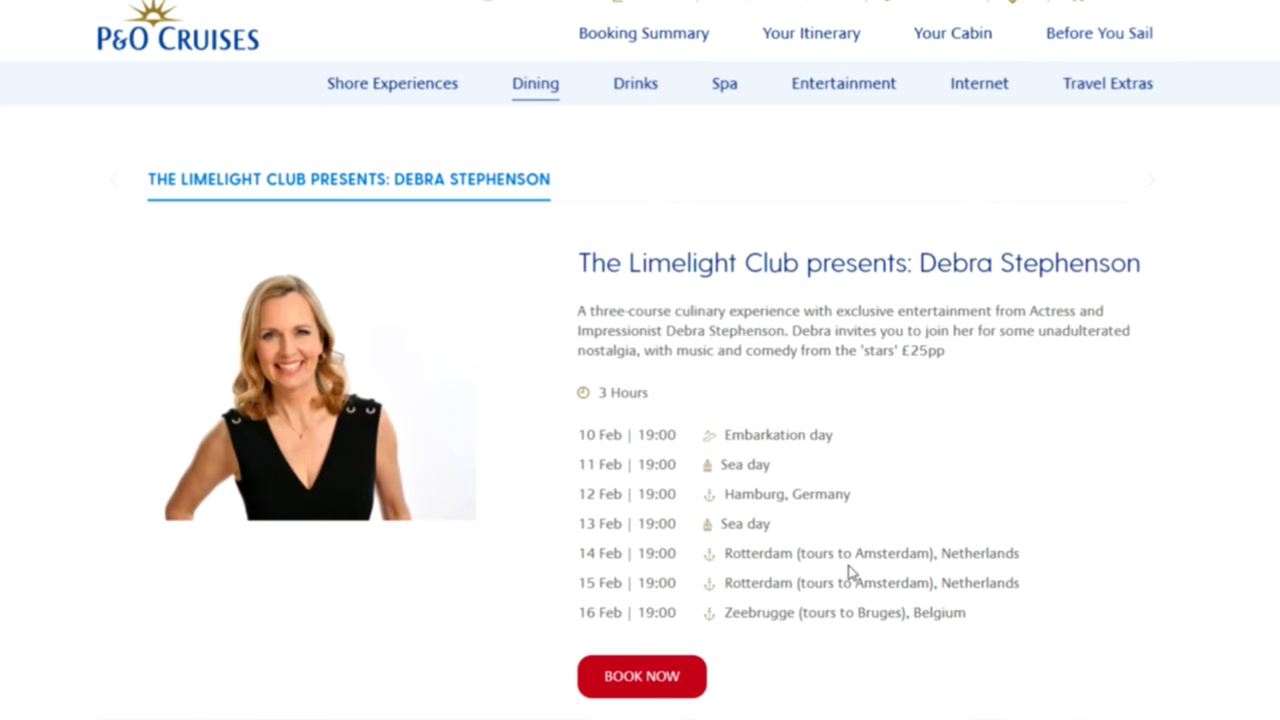 P&O CRUISES
Booking Summary Your Itinerary Your Cabin Before You Sail
Shore Experiences Dining Drinks Spa Entertainment Internet Travel Extras
THE LIMELIGHT CLUB PRESENTS: DEBRA STEPHENSON
The Limelight Club presents: Debra Stephenson
A three-course culinary experience with exclusive entertainment from Actress and
Impressionist Debra Stephenson. Debra invites you to join her for some unadulterated
nostalgia, with music and comedy from the 'stars' £25pp
3 Hours
10 Feb | 19:00 Embarkation day
11 Feb | 19:00 Sea day
12 Feb | 19:00 Hamburg, Germany
13 Feb | 19:00 Sea day
14 Feb | 19:00 Rotterdam (tours to Amsterdam), Netherlands
15 Feb | 19:00 Rotterdam (tours to Amsterdam), Netherlands
16 Feb | 19:00 Zeebrugge (tours to Bruges), Belgium
BOOK NOW